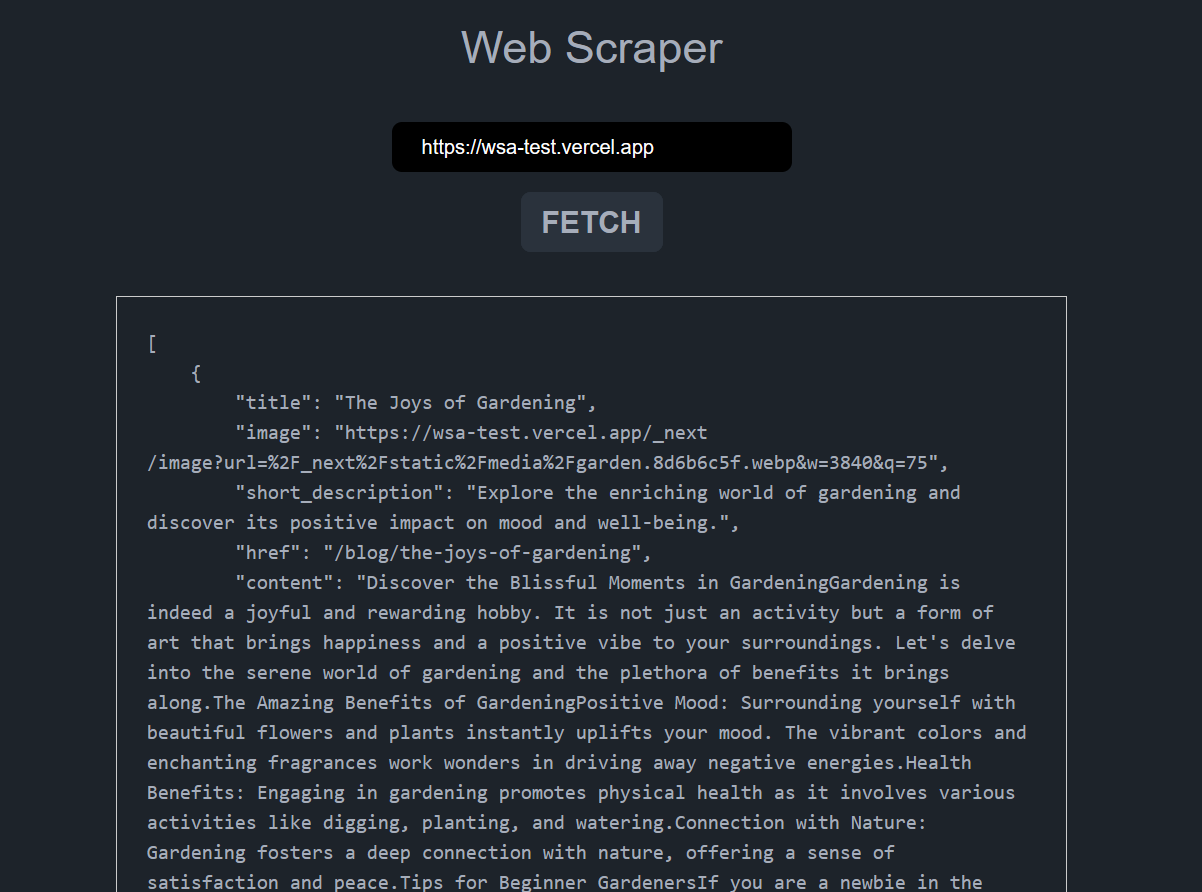 Web Scraper
https://wsa-test.vercel.app
FETCH
[
{
"title": "The Joys of Gardening",
"image": "https://wsa-test.vercel.app/_next
/image?url=%2F_next%2Fstatic%2Fmedia%2Fgarden.8d6b6c5f.webp&w=3840&q=75",
"short_description": "Explore the enriching world of gardening and
discover its positive impact on mood and well-being.",
"href": "/blog/the-joys-of-gardening",
"content": "Discover the Blissful Moments in GardeningGardening is
indeed a joyful and rewarding hobby. It is not just an activity but a form of
art that brings happiness and a positive vibe to your surroundings. Let's delve
into the serene world of gardening and the plethora of benefits it brings
along.The Amazing Benefits of GardeningPositive Mood: Surrounding yourself with
beautiful flowers and plants instantly uplifts your mood. The vibrant colors and
enchanting fragrances work wonders in driving away negative energies.Health
Benefits: Engaging in gardening promotes physical health as it involves various
activities like digging, planting, and watering.Connection with Nature:
Gardening fosters a deep connection with nature, offering a sense of
satisfaction and peace.Tips for Beginner GardenersIf you are a newbie in the